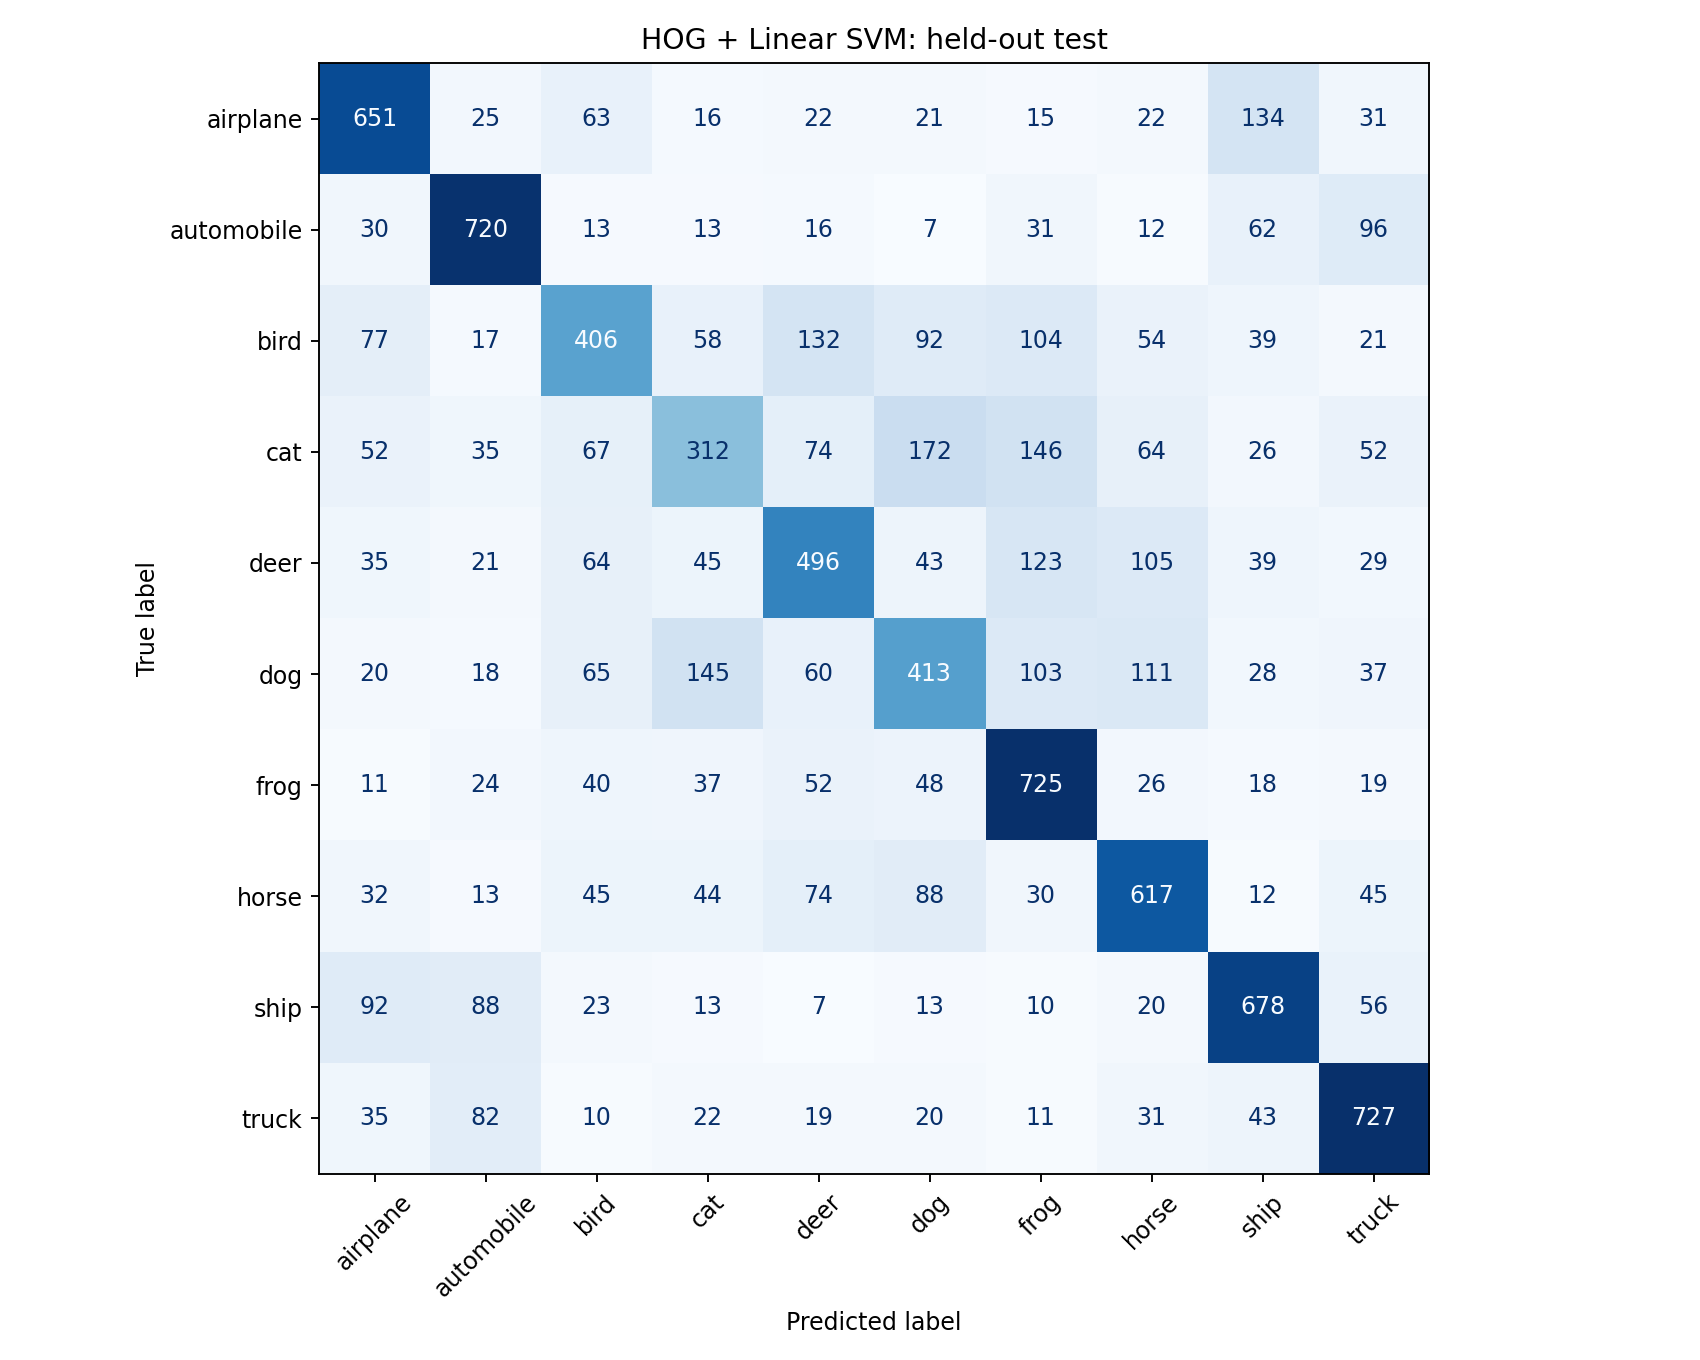 HOG + Linear SVM: held-out test
airplane 651 25 63 16 22 21 15 22 134 31
automobile 30 720 13 13 16 7 31 12 62 96
bird 77 17 406 58 132 92 104 54 39 21
cat 52 35 67 312 74 172 146 64 26 52
deer 35 21 64 45 496 43 123 105 39 29
True label
dog 20 18 65 145 60 413 103 111 28 37
frog 11 24 40 37 52 48 725 26 18 19
horse 32 13 45 44 74 88 30 617 12 45
ship 92 88 23 13 7 13 10 20 678 56
truck 35 82 10 22 19 20 11 31 43 727
airplane automobile bird cat deer dog frog horse ship truck
Predicted label